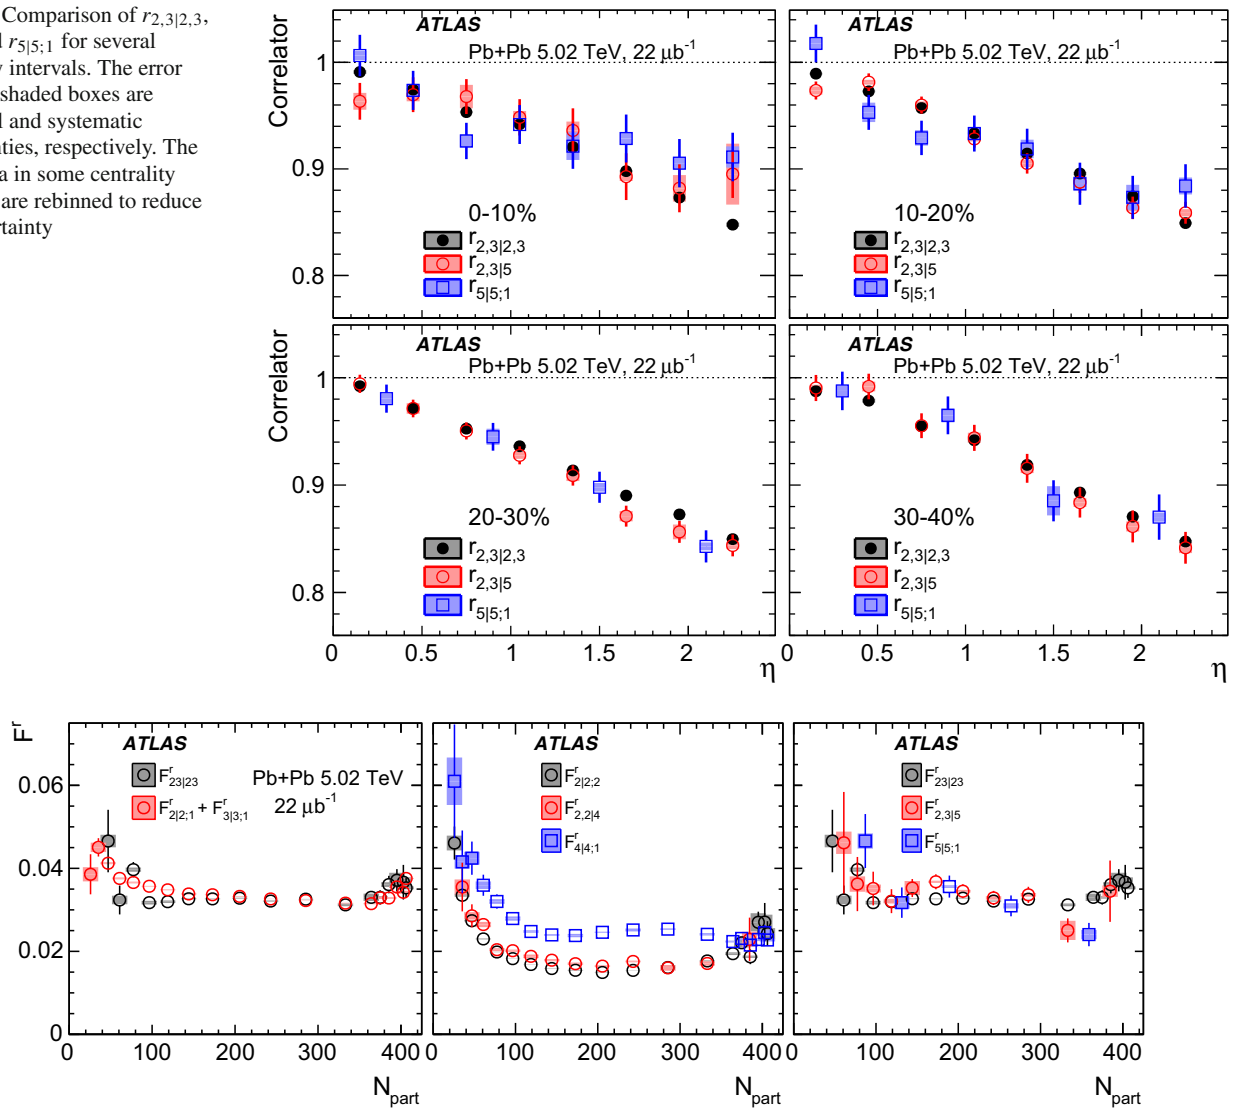 Comparison of r2,3|2,3,
r5|5;1 for several
intervals. The error
shaded boxes are
and systematic
respectively. The
in some centrality
are rebinned to reduce
Correlator
1
0.9
0.8
ATLAS
Pb+Pb 5.02 TeV, 22 μb-1
0-10%
r2,3|2,3
r2,3|5
r5|5;1
ATLAS
Pb+Pb 5.02 TeV, 22 μb-1
10-20%
r2,3|2,3
r2,3|5
r5|5;1
Correlator
1
0.9
0.8
ATLAS
Pb+Pb 5.02 TeV, 22 μb-1
20-30%
r2,3|2,3
r2,3|5
r5|5;1
0 0.5 1 1.5 2
η
ATLAS
Pb+Pb 5.02 TeV, 22 μb-1
30-40%
r2,3|2,3
r2,3|5
r5|5;1
0 0.5 1 1.5 2
η
Fr
0.06
0.04
0.02
0
ATLAS
Fr23|23
Pb+Pb 5.02 TeV
Fr2|2;1 + Fr3|3;1
22 μb-1
0 100 200 300 400
Npart
ATLAS
Fr2|2;2
Fr2,2|4
Fr4|4;1
0 100 200 300 400
Npart
ATLAS
Fr23|23
Fr2,3|5
Fr5|5;1
0 100 200 300 400
Npart